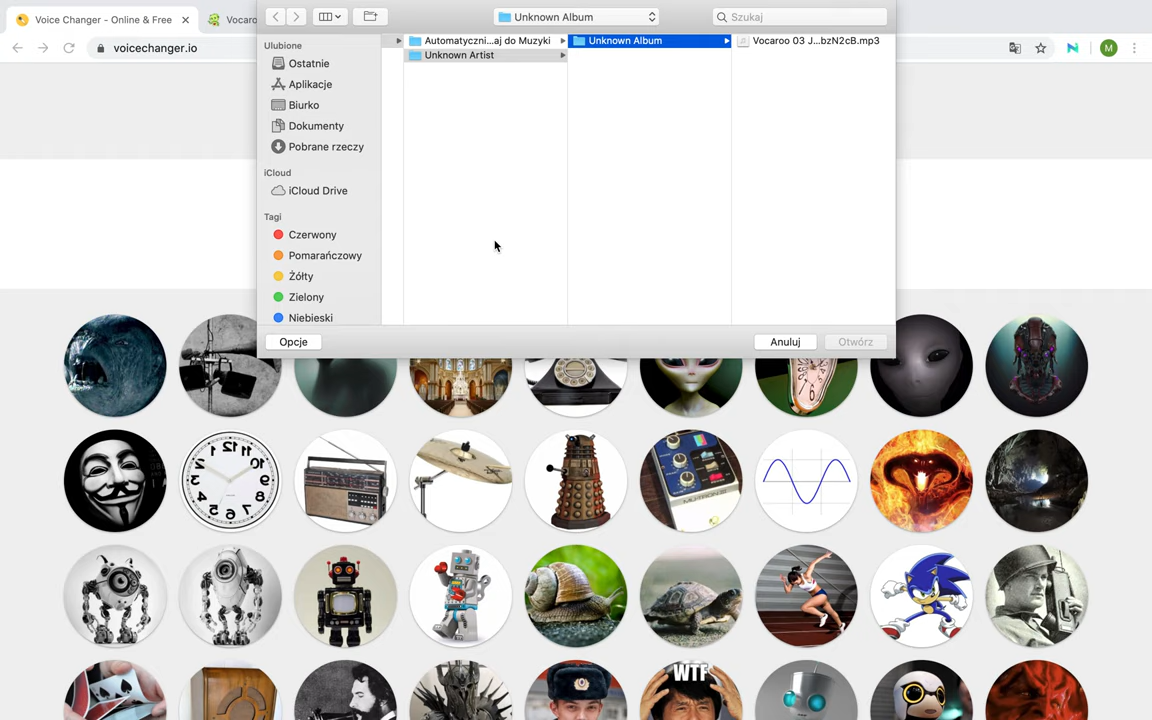 Voice Changer - Online & Free
Vocaro
voicechanger.io
M
Unknown Album
Szukaj
Ulubione
Ostatnie
Aplikacje
Biurko
Dokumenty
Pobrane rzeczy
iCloud
iCloud Drive
Tagi
Czerwony
Pomarańczowy
Żółty
Zielony
Niebieski
Automatyczni...aj do Muzyki
Unknown Artist
Unknown Album
Vocaroo 03 J...bzN2cB.mp3
Opcje
Anuluj
Otwórz
WTF